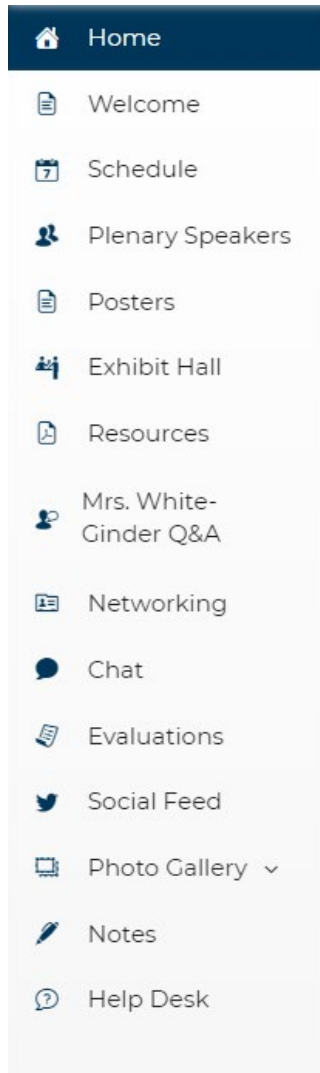 Home
Welcome
7 Schedule
Plenary Speakers
Posters
Exhibit Hall
Resources
Mrs. White-
Ginder Q&A
Networking
Chat
Evaluations
Social Feed
Photo Gallery
Notes
? Help Desk